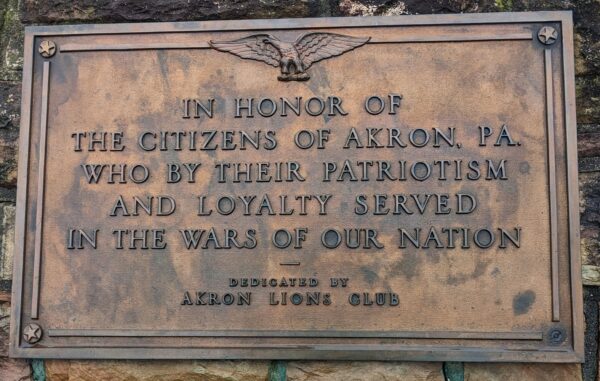 IN HONOR OF
THE CITIZENS OF AKRON, PA.
WHO BY THEIR PATRIOTISM
AND LOYALTY SERVED
IN THE WARS OF OUR NATION
DEDICATED BY
AKRON LIONS CLUB